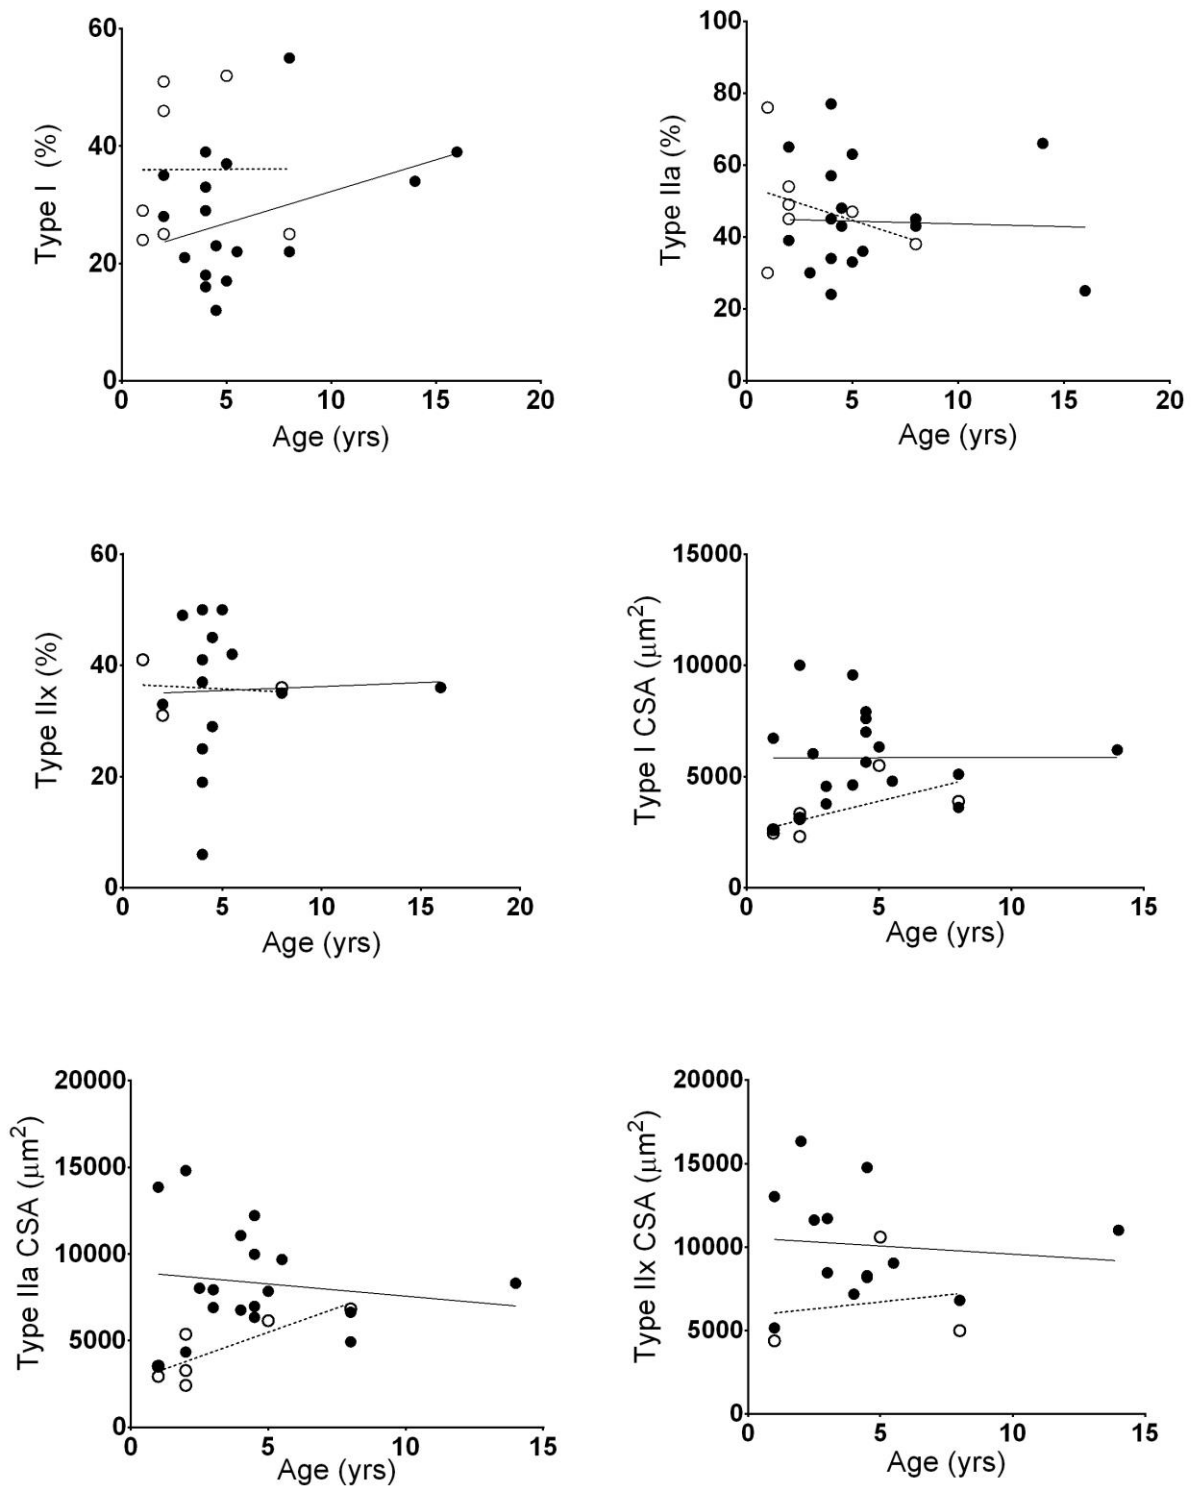 60
40
20
0
Type I (%)
0 5 10 15 20
Age (yrs)
100
80
60
40
20
0
Type IIa (%)
0 5 10 15 20
Age (yrs)
60
40
20
0
Type IIx (%)
0 5 10 15 20
Age (yrs)
15000
10000
5000
0
Type I CSA (μm²)
0 5 10 15
Age (yrs)
20000
15000
10000
5000
0
Type IIa CSA (μm²)
0 5 10 15
Age (yrs)
20000
15000
10000
5000
0
Type IIx CSA (μm²)
0 5 10 15
Age (yrs)